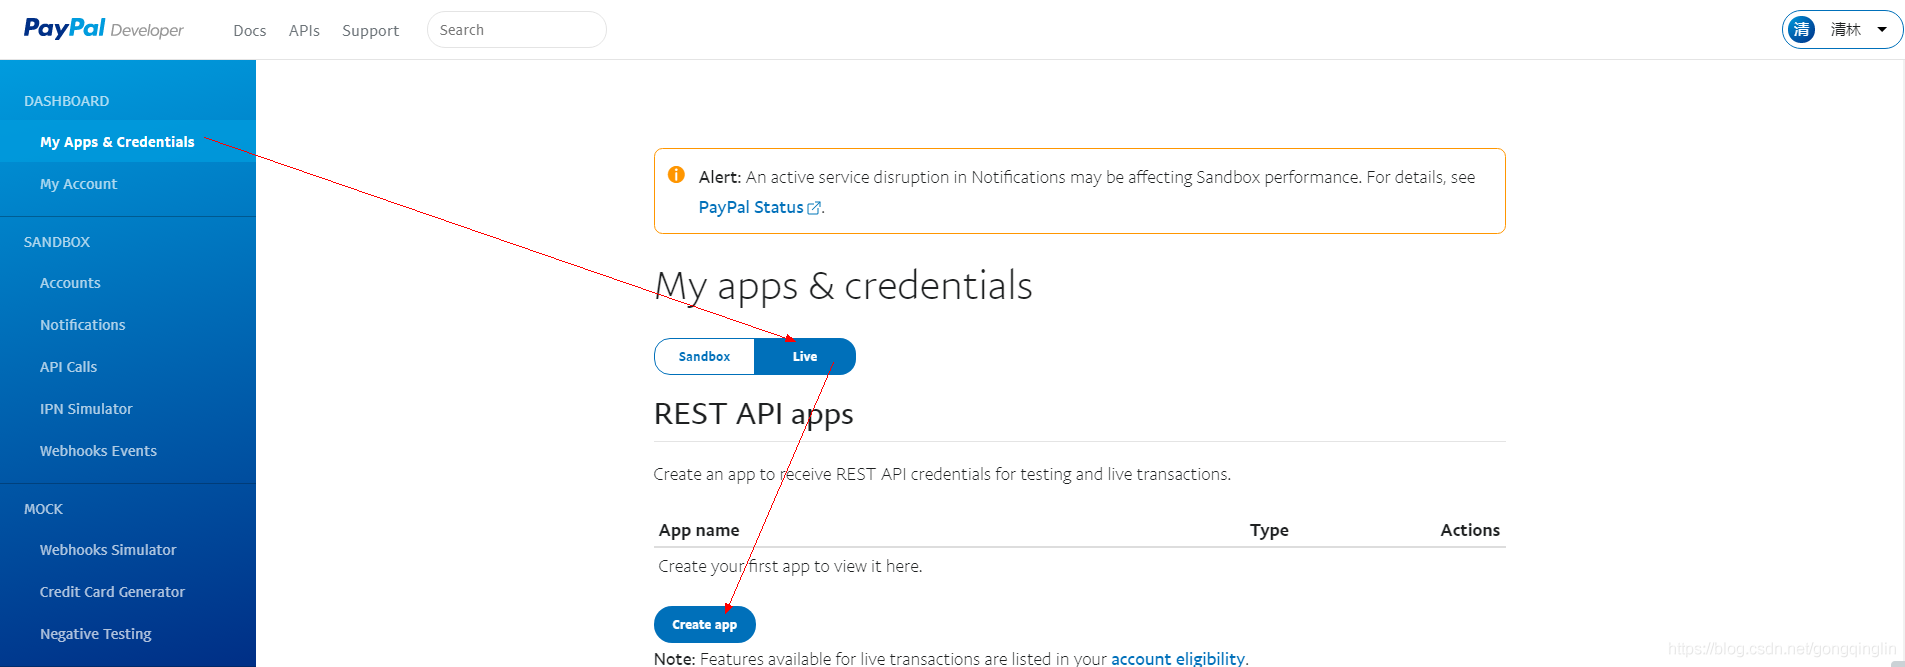 PayPal Developer Docs APIs Support Search 清 清林
DASHBOARD
My Apps & Credentials
My Account
SANDBOX
Accounts
Notifications
API Calls
IPN Simulator
Webhooks Events
MOCK
Webhooks Simulator
Credit Card Generator
Negative Testing
Alert: An active service disruption in Notifications may be affecting Sandbox performance. For details, see
PayPal Status.
My apps & credentials
Sandbox Live
REST API apps
Create an app to receive REST API credentials for testing and live transactions.
App name Type Actions
Create your first app to view it here.
Create app
Note: Features available for live transactions are listed in your account eligibility.
https://blog.csdn.net/gongqinglin